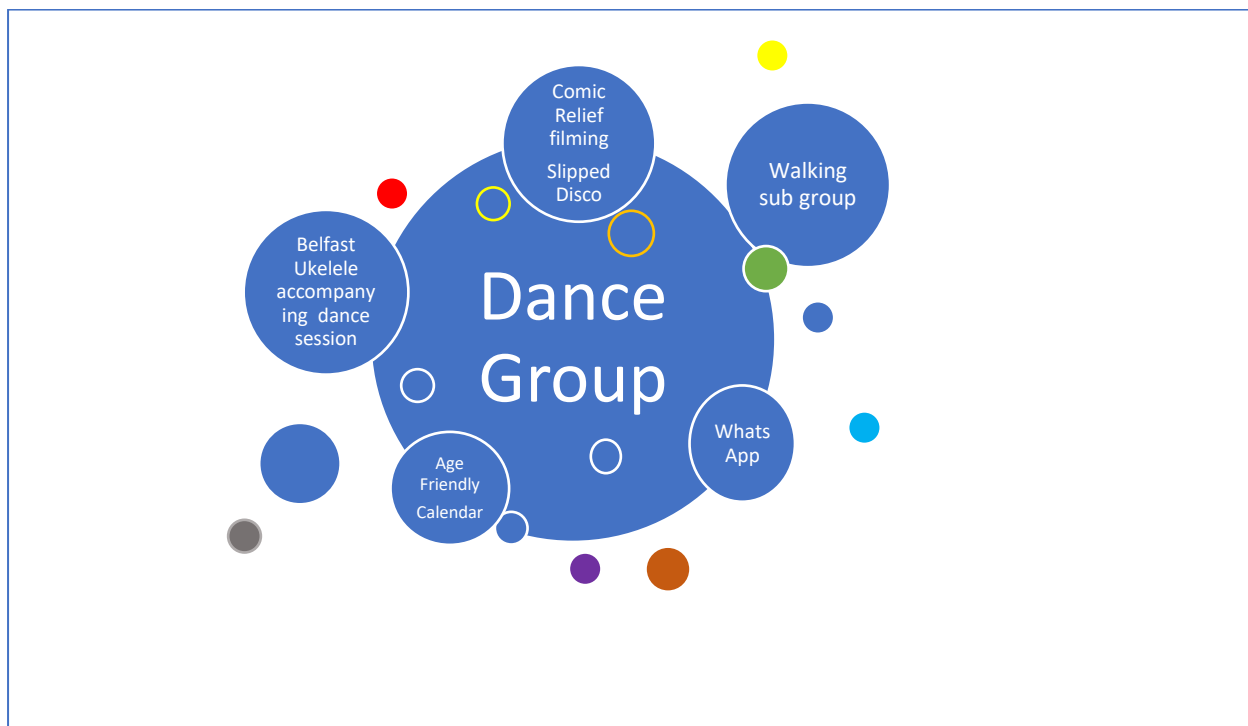 Comic
Relief
filming
Slipped
Disco
Walking
sub group
Belfast
Ukelele
accompany
ing dance
session
Dance
Group
Whats
App
Age
Friendly
Calendar